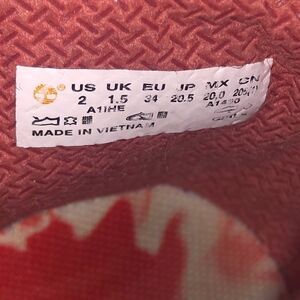 US UK EU JP MX CN
2 1.5 34 20.5 20.0
A1IHE
MADE IN VIETNAM